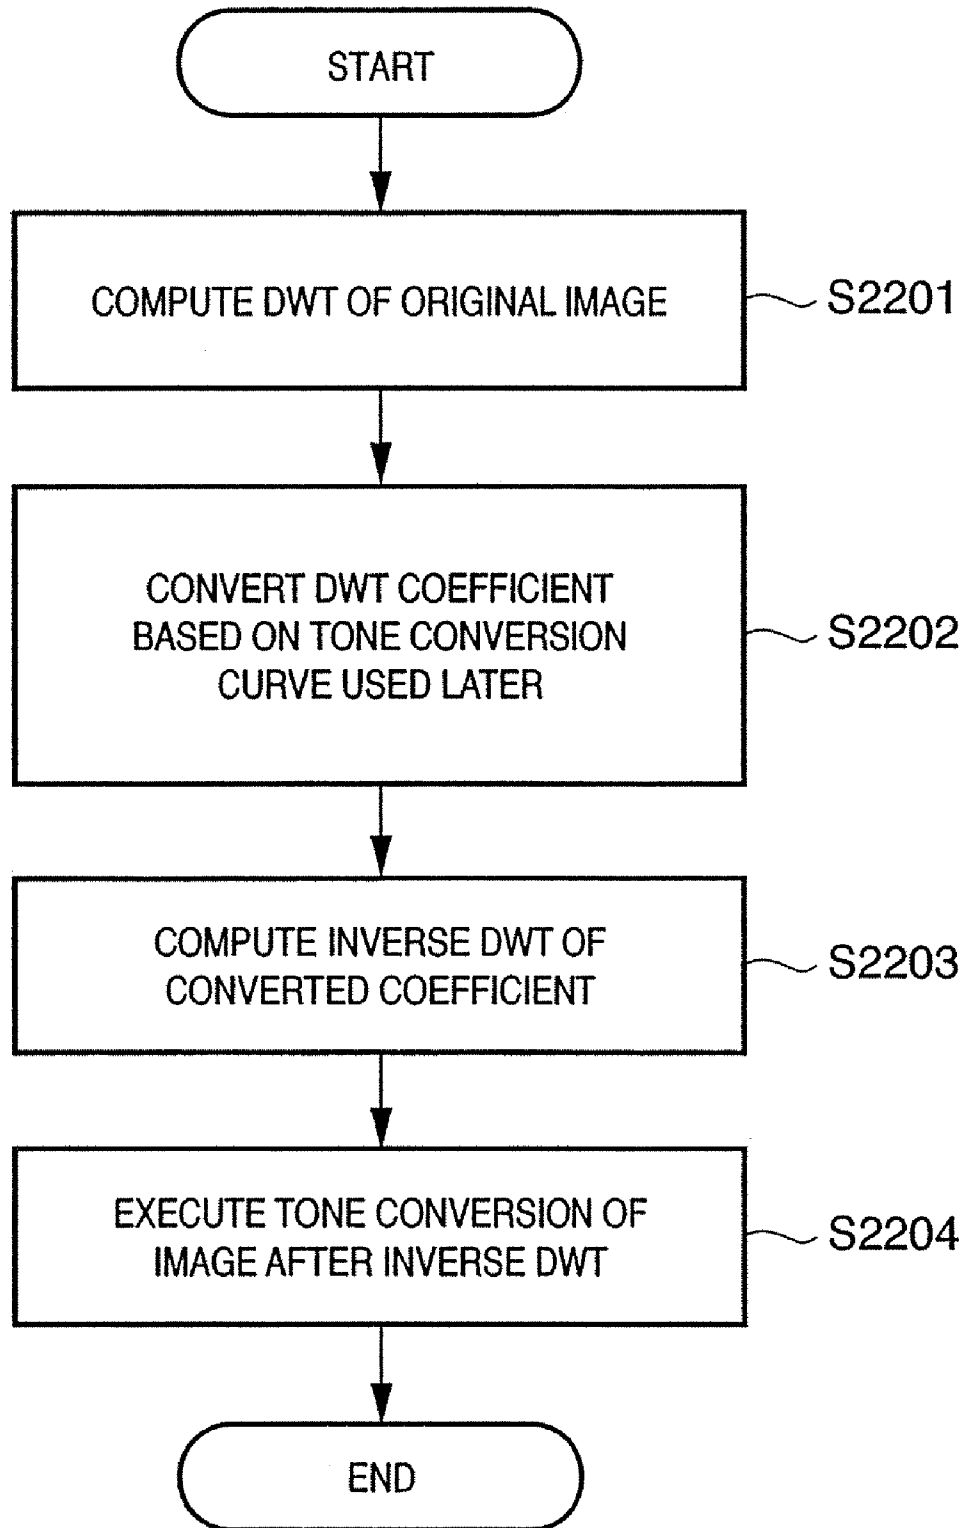 START
COMPUTE DWT OF ORIGINAL IMAGE
S2201
CONVERT DWT COEFFICIENT
BASED ON TONE CONVERSION
CURVE USED LATER
S2202
COMPUTE INVERSE DWT OF
CONVERTED COEFFICIENT
S2203
EXECUTE TONE CONVERSION OF
IMAGE AFTER INVERSE DWT
S2204
END